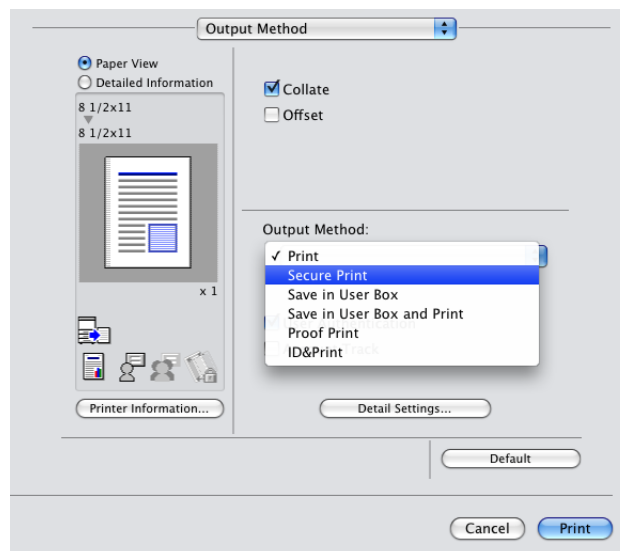 Output Method
Paper View
Detailed Information
8 1/2x11
8 1/2x11
x 1
Printer Information...
Collate
Offset
Output Method:
✓ Print
Secure Print
Save in User Box
Save in User Box and Print
Proof Print
ID&Print
Detail Settings...
Default
Cancel
Print